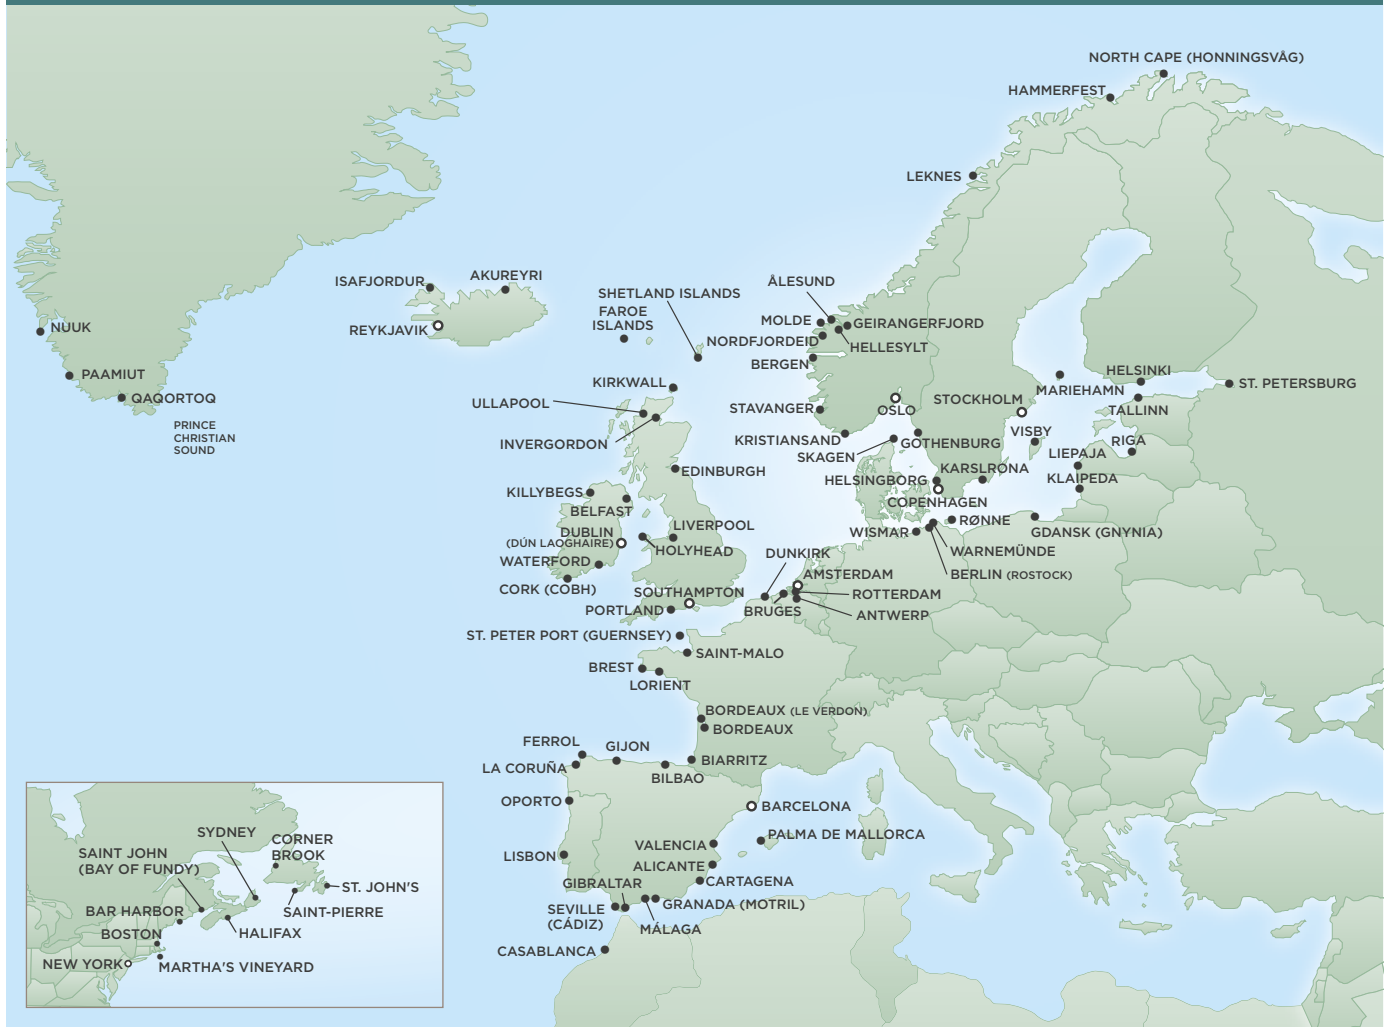 NORTH CAPE (HONNINGSVÅG)
HAMMERFEST
LEKNES
ISAFJORDUR
AKUREYRI
REYKJAVIK
SHETLAND ISLANDS
FAROE
ISLANDS
ÅLESUND
MOLDE
GEIRANGERFJORD
NORDFJORDEID
HELLESYLT
BERGEN
NUUK
PAAMIUT
QAQORTOQ
PRINCE
CHRISTIAN
SOUND
KIRKWALL
ULLAPOOL
INVERGORDON
STAVANGER
OSLO
STOCKHOLM
MARIEHAMN
HELSINKI
ST. PETERSBURG
TALLINN
KRISTIANSAND
SKAGEN
GOTHENBURG
VISBY
RIGA
LIEPAJA
KLAIPEDA
EDINBURGH
HELSINGBORG
KARSLRONA
COPENHAGEN
KILLYBEGS
BELFAST
DUBLIN
(DÚN LAOGHAIRE)
LIVERPOOL
HOLYHEAD
WISMAR
RØNNE
GDANSK (GNYNIA)
WARNEMÜNDE
BERLIN (ROSTOCK)
WATERFORD
CORK (COBH)
DUNKIRK
AMSTERDAM
ROTTERDAM
ANTWERP
BRUGES
SOUTHAMPTON
PORTLAND
ST. PETER PORT (GUERNSEY)
SAINT-MALO
BREST
LORIENT
BORDEAUX (LE VERDON)
BORDEAUX
FERROL
GIJON
LA CORUÑA
BILBAO
BIARRITZ
OPORTO
BARCELONA
PALMA DE MALLORCA
LISBON
VALENCIA
ALICANTE
CARTAGENA
GIBRALTAR
SEVILLE
(CÁDIZ)
GRANADA (MOTRIL)
MÁLAGA
CASABLANCA
SYDNEY
CORNER
BROOK
SAINT JOHN
(BAY OF FUNDY)
ST. JOHN'S
SAINT-PIERRE
BAR HARBOR
HALIFAX
BOSTON
NEW YORK
MARTHA'S VINEYARD